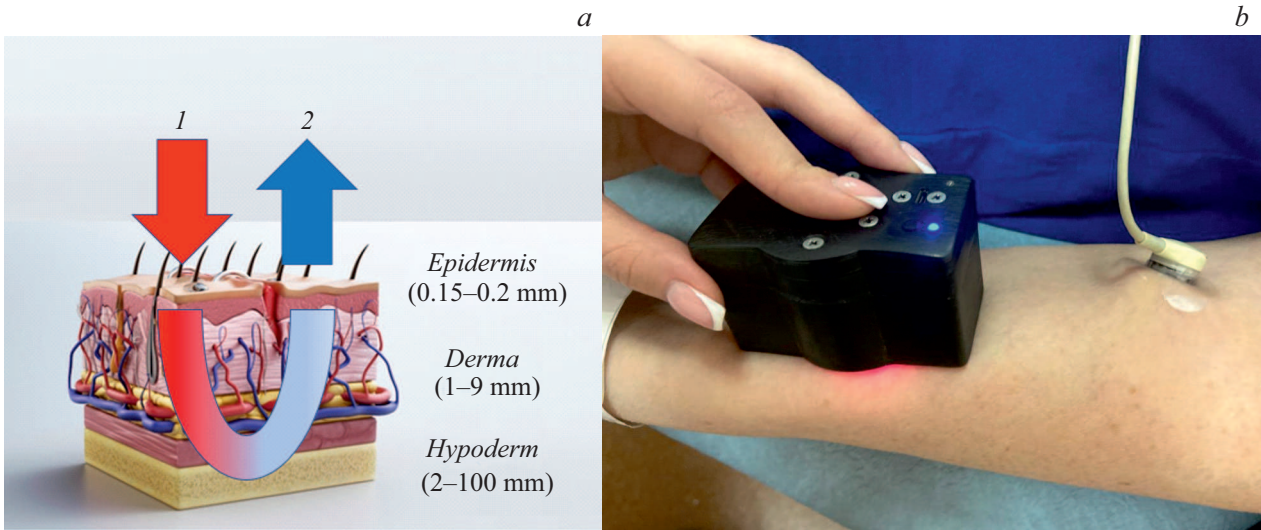 a
b
1
2
Epidermis
(0.15–0.2 mm)
Derma
(1–9 mm)
Hypoderm
(2–100 mm)